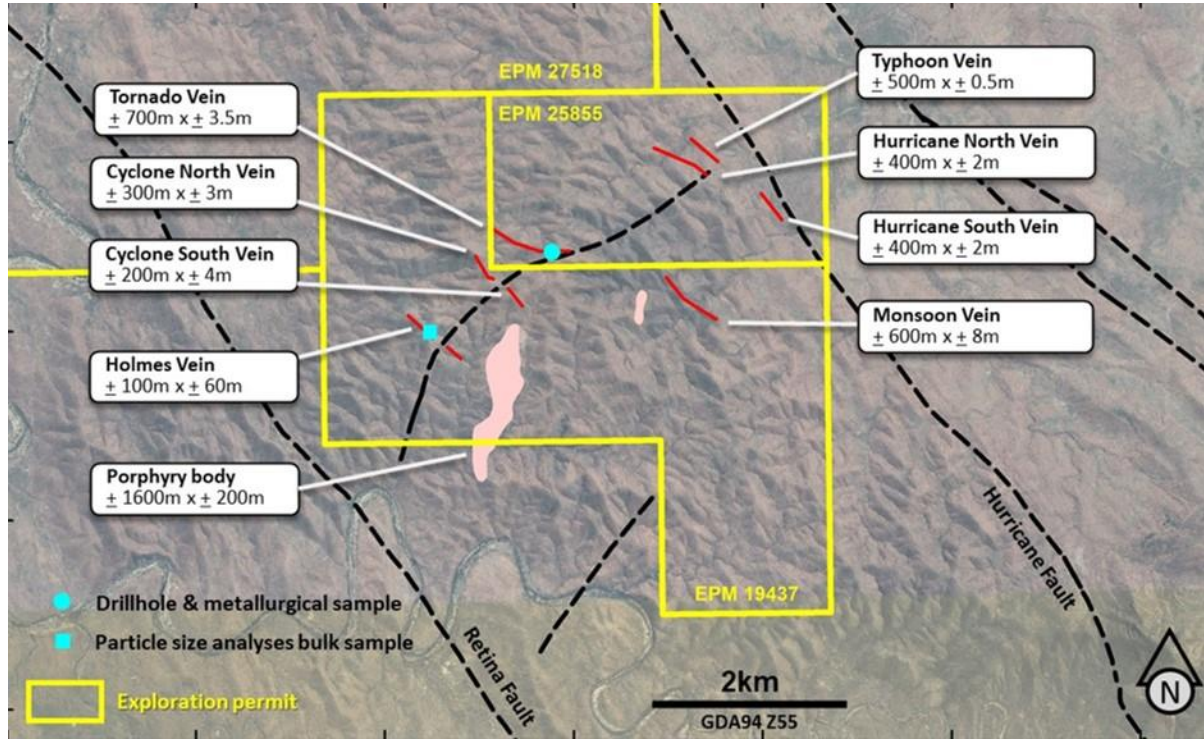 EPM 27518
EPM 25855
Tornado Vein
± 700m x ± 3.5m
Cyclone North Vein
± 300m x ± 3m
Cyclone South Vein
± 200m x ± 4m
Holmes Vein
± 100m x ± 60m
Porphyry body
± 1600m x ± 200m
Typhoon Vein
± 500m x ± 0.5m
Hurricane North Vein
± 400m x ± 2m
Hurricane South Vein
± 400m x ± 2m
Monsoon Vein
± 600m x ± 8m
Hurricane Fault
EPM 19437
Retina Fault
Drillhole & metallurgical sample
Particle size analyses bulk sample
Exploration permit
2km
GDA94 Z55
N